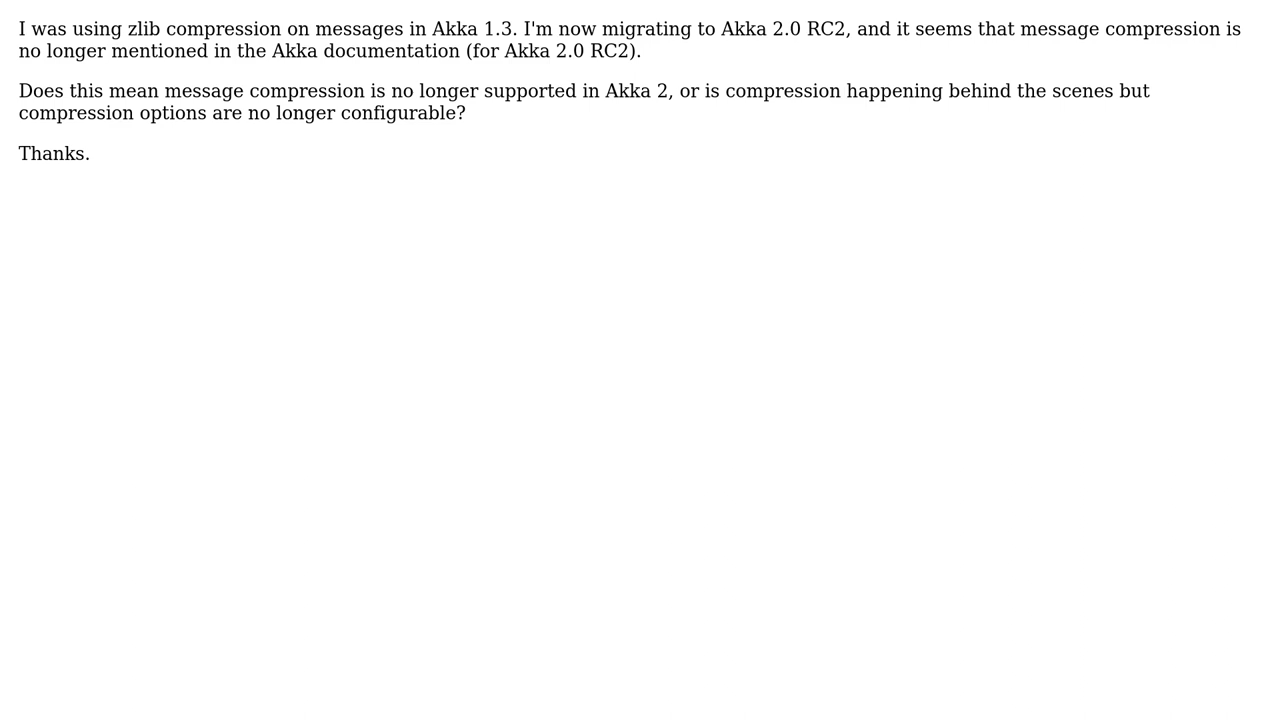 I was using zlib compression on messages in Akka 1.3. I'm now migrating to Akka 2.0 RC2, and it seems that message compression is
no longer mentioned in the Akka documentation (for Akka 2.0 RC2).
Does this mean message compression is no longer supported in Akka 2, or is compression happening behind the scenes but
compression options are no longer configurable?
Thanks.